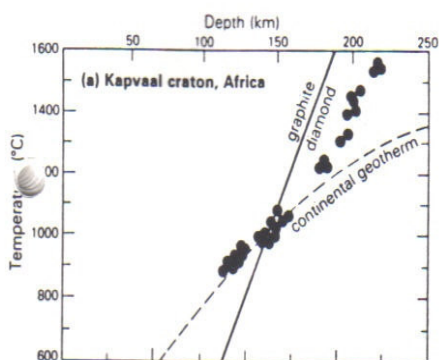 Depth (km)
50
100
150
200
250
1600
(a) Kapvaal craton, Africa
graphite
diamond
1400
continental geotherm
1000
800
600
(°C)